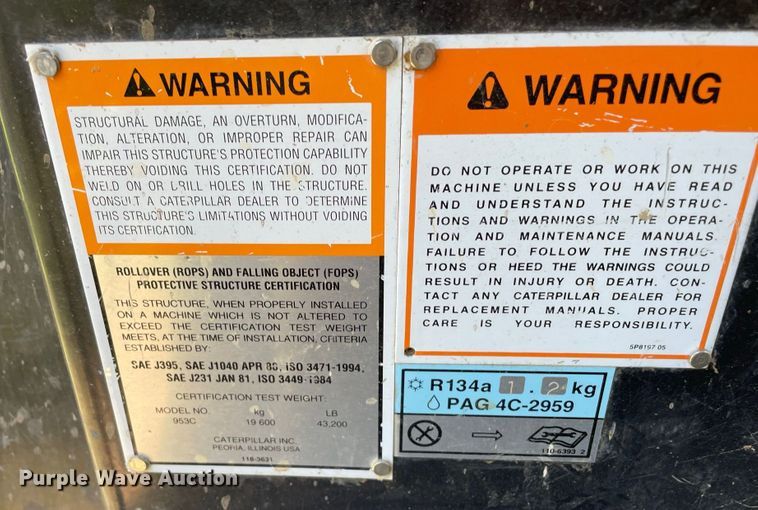 WARNING
STRUCTURAL DAMAGE, AN OVERTURN, MODIFICA-
TION, ALTERATION, OR IMPROPER REPAIR CAN
IMPAIR THIS STRUCTURE'S PROTECTION CAPABILITY
THEREBY VOIDING THIS CERTIFICATION. DO NOT
WELD ON OR DRILL HOLES IN THE STRUCTURE.
CONSULT A CATERPILLAR DEALER TO DETERMINE
THIS STRUCTURE'S LIMITATIONS WITHOUT VOIDING
ITS CERTIFICATION.
ROLLOVER (ROPS) AND FALLING OBJECT (FOPS)
PROTECTIVE STRUCTURE CERTIFICATION
THIS STRUCTURE, WHEN PROPERLY INSTALLED
ON A MACHINE WHICH IS NOT ALTERED TO
EXCEED THE CERTIFICATION TEST WEIGHT
MEETS, AT THE TIME OF INSTALLATION, CRITERIA
ESTABLISHED BY:
SAE J395, SAE J1040 APR 88, ISO 3471-1994,
SAE J231 JAN 81, ISO 3449-1984
CERTIFICATION TEST WEIGHT:
MODEL NO. kg LB
953C 19 600 43,200
CATERPILLAR INC.
PEORIA, ILLINOIS USA
118-3631
WARNING
DO NOT OPERATE OR WORK ON THIS
MACHINE UNLESS YOU HAVE READ
AND UNDERSTAND THE INSTRUC-
TIONS AND WARNINGS IN THE OPERA-
TION AND MAINTENANCE MANUALS.
FAILURE TO FOLLOW THE INSTRUC-
TIONS OR HEED THE WARNINGS COULD
RESULT IN INJURY OR DEATH. CON-
TACT ANY CATERPILLAR DEALER FOR
REPLACEMENT MANUALS. PROPER
CARE IS YOUR RESPONSIBILITY.
5P8197 05
R134a 1.2 kg
PAG 4C-2959
110-6393 2
Purple Wave Auction